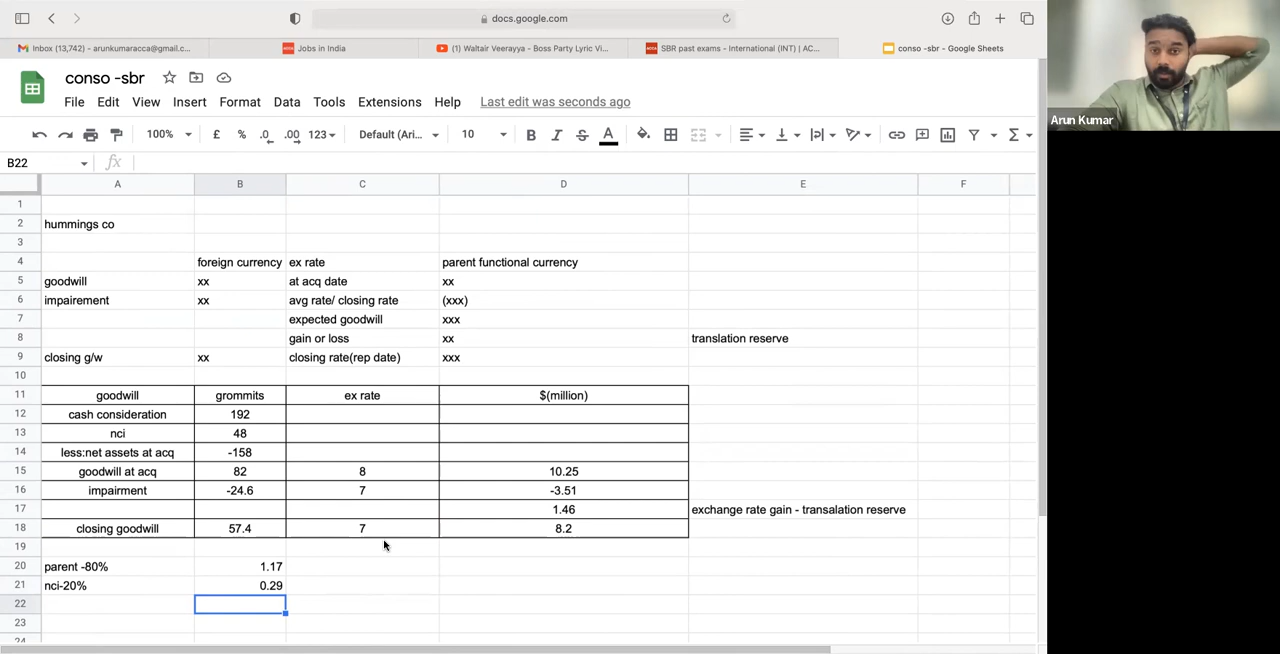 docs.google.com
Inbox (13,742) - arunkumaracca@gmail.c...
Jobs in India
(1) Waltair Veerayya - Boss Party Lyric Vi...
SBR past exams - International (INT) | AC...
conso -sbr - Google Sheets
conso -sbr
File Edit View Insert Format Data Tools Extensions Help Last edit was seconds ago
100% £ % .0 .00 123 Default (Ari... 10 B I S A Σ
Arun Kumar
B22 fx
A B C D E F
1
2 hummings co
3
4 foreign currency ex rate parent functional currency
5 goodwill xx at acq date xx
6 impairement xx avg rate/ closing rate (xxx)
7 expected goodwill xxx
8 gain or loss xx translation reserve
9 closing g/w xx closing rate(rep date) xxx
10
11 goodwill grommits ex rate $(million)
12 cash consideration 192
13 nci 48
14 less:net assets at acq -158
15 goodwill at acq 82 8 10.25
16 impairment -24.6 7 -3.51
17 1.46 exchange rate gain - transalation reserve
18 closing goodwill 57.4 7 8.2
19
20 parent -80% 1.17
21 nci-20% 0.29
22
23
24